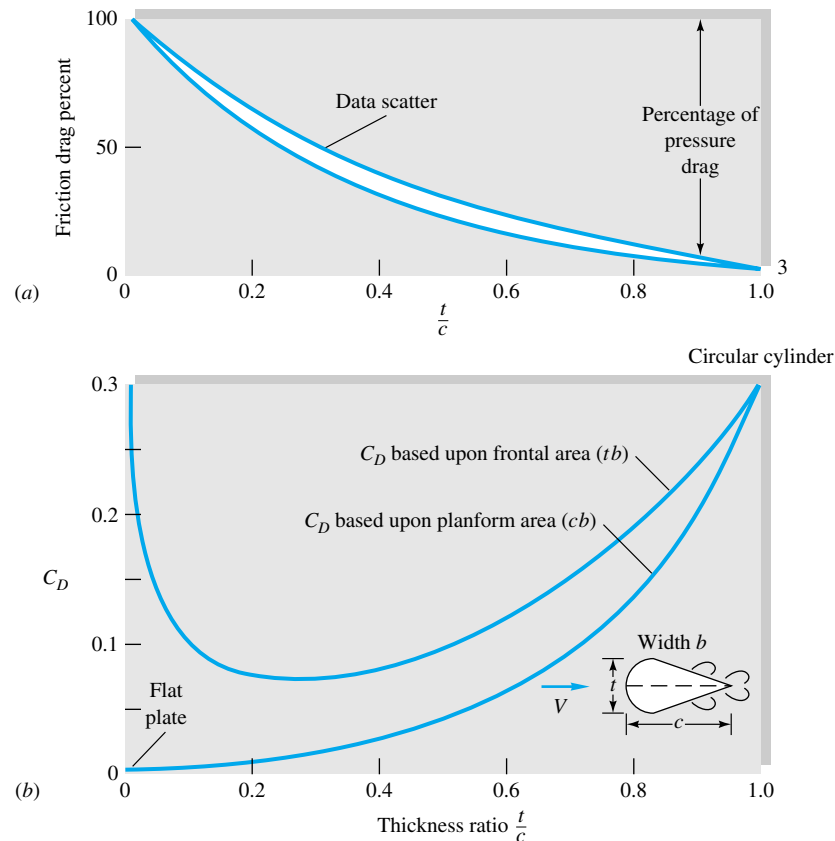 100
50
0
Friction drag percent
Data scatter
Percentage of
pressure
drag
3
(a)
0
0.2
0.4
0.6
0.8
1.0
t/c
Circular cylinder
0.3
0.2
0.1
0
C_D
C_D based upon frontal area (tb)
C_D based upon planform area (cb)
Width b
t
c
V
Flat
plate
(b)
0
0.2
0.4
0.6
0.8
1.0
Thickness ratio t/c